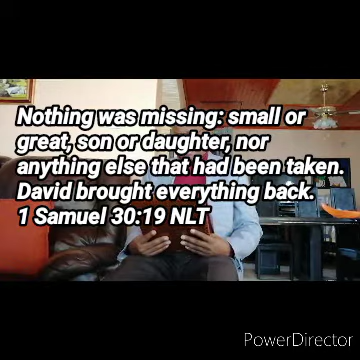 Nothing was missing: small or
great, son or daughter, nor
anything else that had been taken.
David brought everything back.
1 Samuel 30:19 NLT
PowerDirector